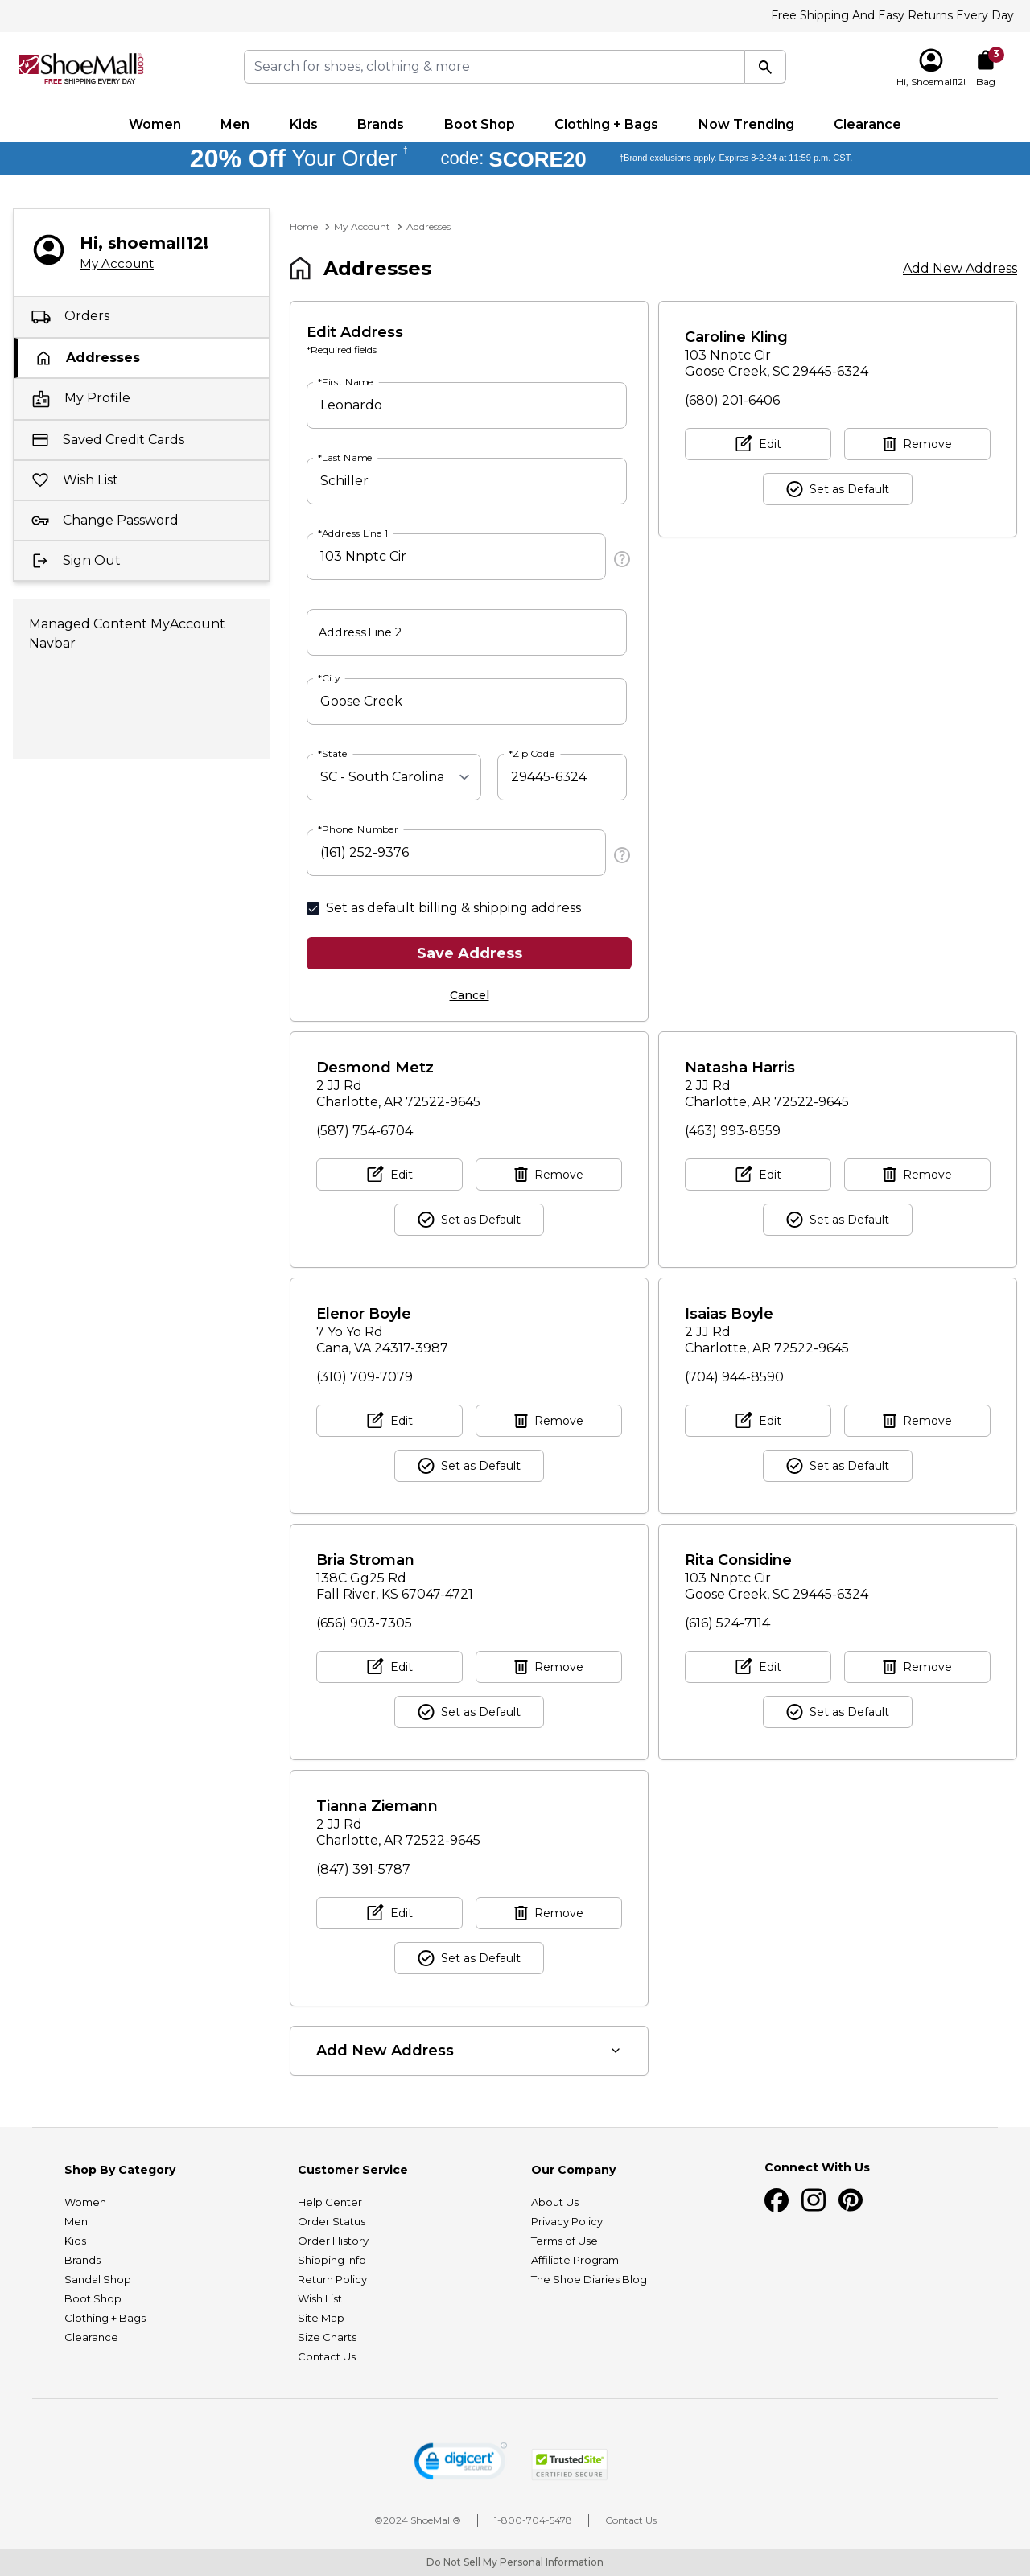 Free Shipping And Easy Returns Every Day
ShoeMall.com
FREE SHIPPING EVERY DAY
Search for shoes, clothing & more
3
Hi, Shoemall12!
Bag
Women
Men
Kids
Brands
Boot Shop
Clothing + Bags
Now Trending
Clearance
20% Off Your Order † code: SCORE20 †Brand exclusions apply. Expires 8-2-24 at 11:59 p.m. CST.
Hi, shoemall12!
My Account
Orders
Addresses
My Profile
Saved Credit Cards
Wish List
Change Password
Sign Out
Managed Content MyAccount
Navbar
Home > My Account > Addresses
Addresses
Add New Address
Edit Address
*Required fields
*First Name
Leonardo
*Last Name
Schiller
*Address Line 1
103 Nnptc Cir
?
Address Line 2
*City
Goose Creek
*State
SC - South Carolina
*Zip Code
29445-6324
*Phone Number
(161) 252-9376
?
Set as default billing & shipping address
Save Address
Cancel
Caroline Kling
103 Nnptc Cir
Goose Creek, SC 29445-6324
(680) 201-6406
Edit
Remove
Set as Default
Desmond Metz
2 JJ Rd
Charlotte, AR 72522-9645
(587) 754-6704
Edit
Remove
Set as Default
Natasha Harris
2 JJ Rd
Charlotte, AR 72522-9645
(463) 993-8559
Edit
Remove
Set as Default
Elenor Boyle
7 Yo Yo Rd
Cana, VA 24317-3987
(310) 709-7079
Edit
Remove
Set as Default
Isaias Boyle
2 JJ Rd
Charlotte, AR 72522-9645
(704) 944-8590
Edit
Remove
Set as Default
Bria Stroman
138C Gg25 Rd
Fall River, KS 67047-4721
(656) 903-7305
Edit
Remove
Set as Default
Rita Considine
103 Nnptc Cir
Goose Creek, SC 29445-6324
(616) 524-7114
Edit
Remove
Set as Default
Tianna Ziemann
2 JJ Rd
Charlotte, AR 72522-9645
(847) 391-5787
Edit
Remove
Set as Default
Add New Address
Shop By Category
Women
Men
Kids
Brands
Sandal Shop
Boot Shop
Clothing + Bags
Clearance
Customer Service
Help Center
Order Status
Order History
Shipping Info
Return Policy
Wish List
Site Map
Size Charts
Contact Us
Our Company
About Us
Privacy Policy
Terms of Use
Affiliate Program
The Shoe Diaries Blog
Connect With Us
digicert
SECURED
TrustedSite
CERTIFIED SECURE
©2024 ShoeMall®
1-800-704-5478
Contact Us
Do Not Sell My Personal Information